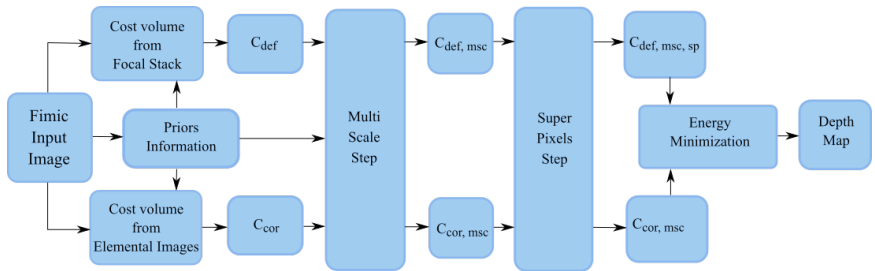 Fimic
Input
Image
Cost volume
from
Focal Stack
Priors
Information
Cost volume
from
Elemental Images
Cdef
Ccor
Multi
Scale
Step
Cdef, msc
Ccor, msc
Super
Pixels
Step
Cdef, msc, sp
Ccor, msc
Energy
Minimization
Depth
Map